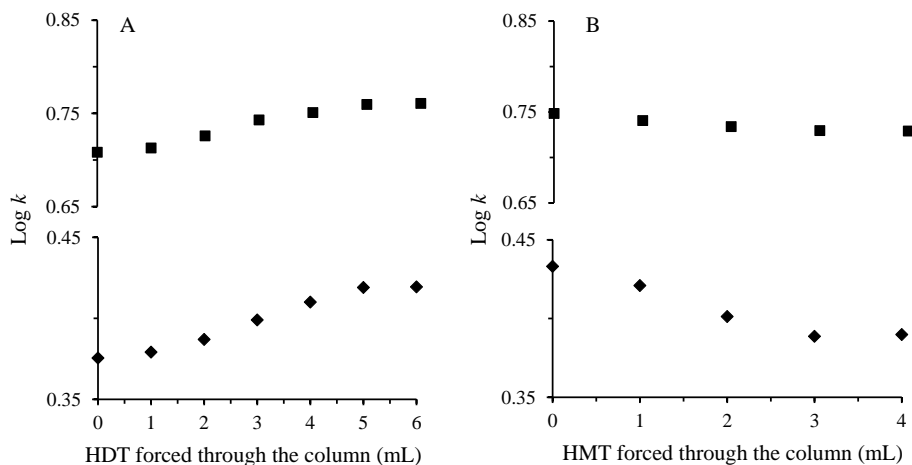 A
0.85
0.75
0.65
0.45
0.35
Log k
0 1 2 3 4 5 6
HDT forced through the column (mL)
B
0.85
0.75
0.65
0.45
0.35
Log k
0 1 2 3 4
HMT forced through the column (mL)